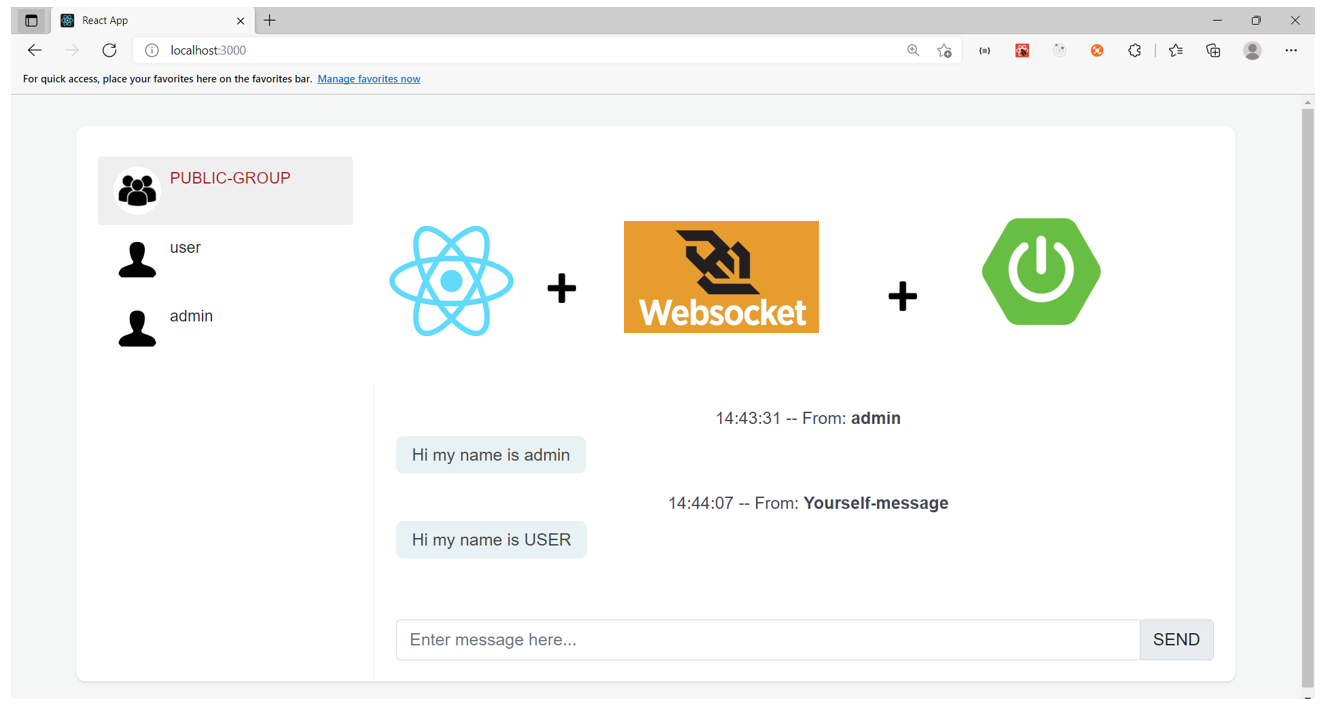 React App
localhost:3000
For quick access, place your favorites here on the favorites bar. Manage favorites now
PUBLIC-GROUP
user
admin
Websocket
14:43:31 -- From: admin
Hi my name is admin
14:44:07 -- From: Yourself-message
Hi my name is USER
Enter message here...
SEND